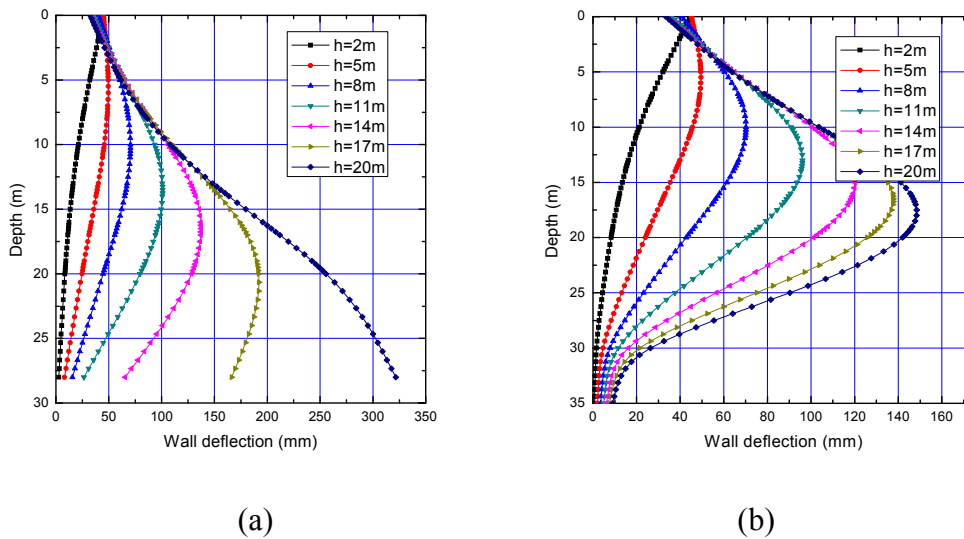 0
5
10
15
20
25
30
Depth (m)
0 50 100 150 200 250 300 350
Wall deflection (mm)
h=2m
h=5m
h=8m
h=11m
h=14m
h=17m
h=20m
(a)
0
5
10
15
20
25
30
35
Depth (m)
0 20 40 60 80 100 120 140 160
Wall deflection (mm)
h=2m
h=5m
h=8m
h=11m
h=14m
h=17m
h=20m
(b)